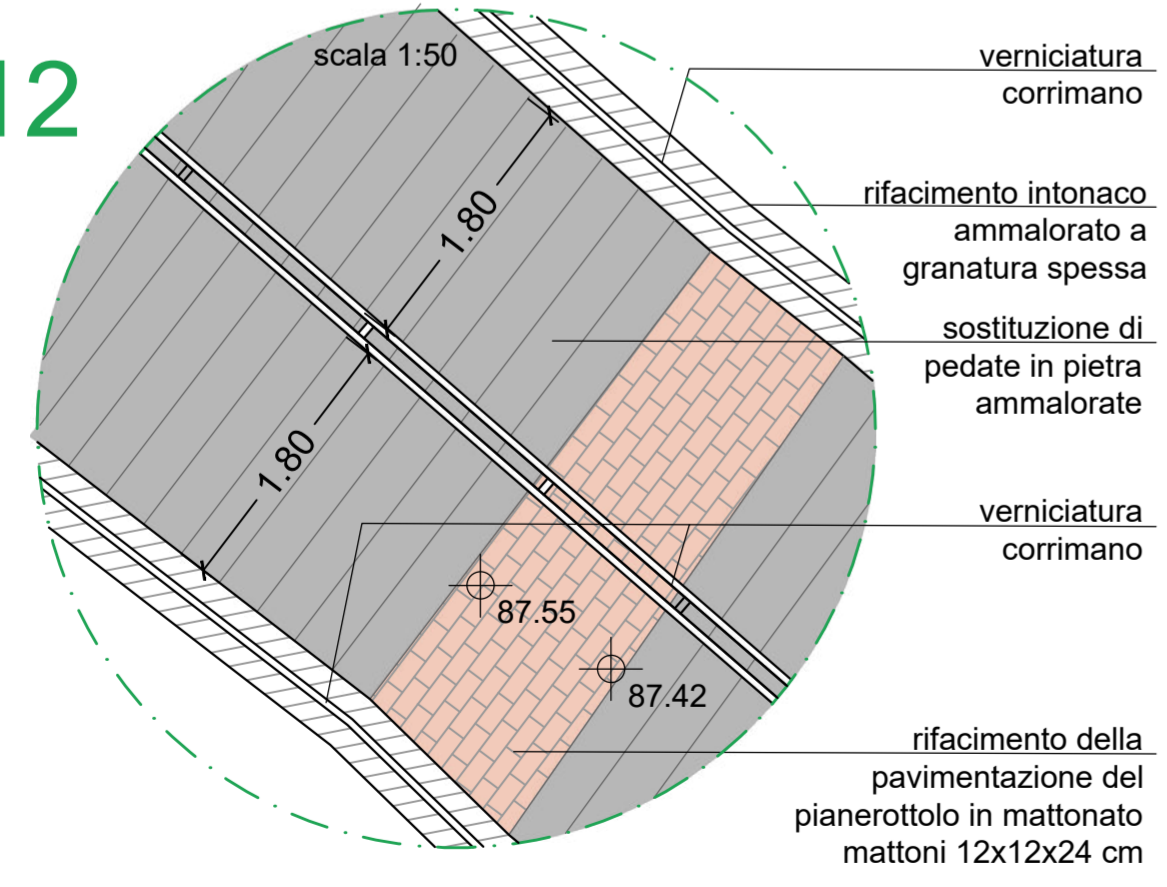 12
scala 1:50
1.80
1.80
87.55
87.42
verniciatura
corrimano
rifacimento intonaco
ammalorato a
granatura spessa
sostituzione di
pedate in pietra
ammalorate
verniciatura
corrimano
rifacimento della
pavimentazione del
pianerottolo in mattonato
mattoni 12x12x24 cm